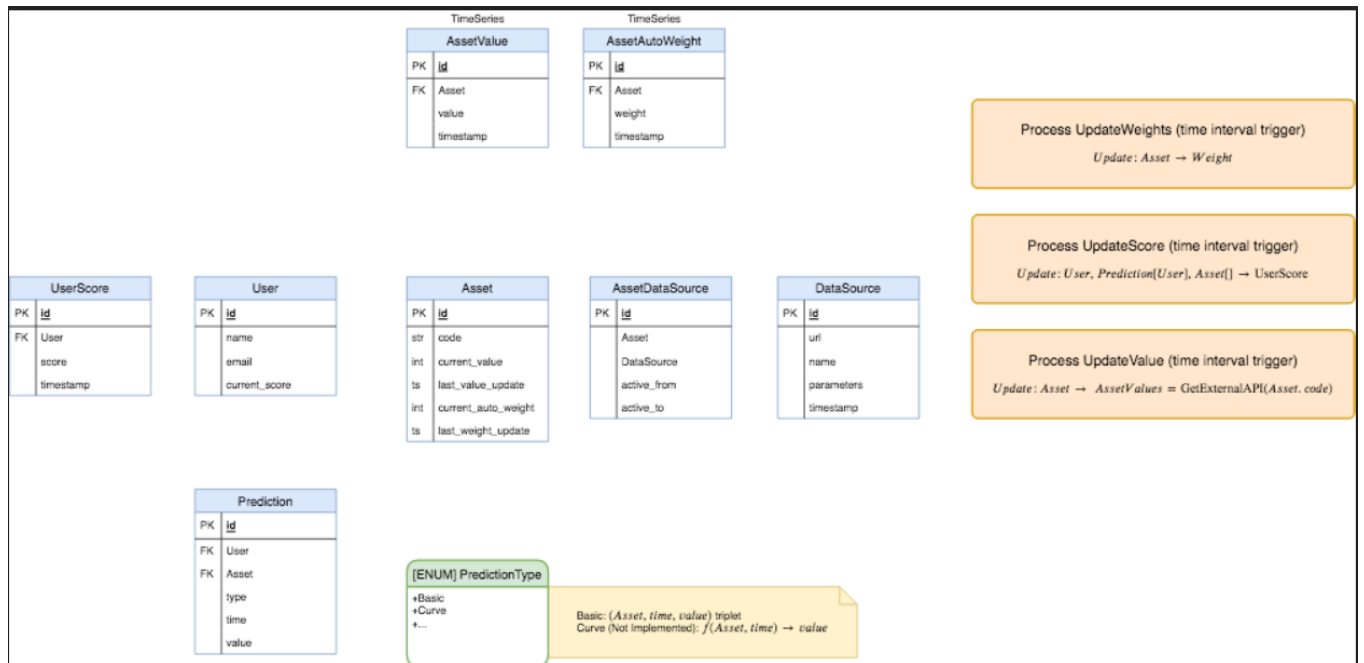 TimeSeries
AssetValue
PK id
FK Asset
value
timestamp
TimeSeries
AssetAutoWeight
PK id
FK Asset
weight
timestamp
Process UpdateWeights (time interval trigger)
Update: Asset → Weight
Process UpdateScore (time interval trigger)
Update: User, Prediction[User], Asset[] → UserScore
Process UpdateValue (time interval trigger)
Update: Asset → AssetValues = GetExternalAPI(Asset. code)
UserScore
PK id
FK User
score
timestamp
User
PK id
name
email
current_score
Asset
PK id
str code
int current_value
ts last_value_update
int current_auto_weight
ts last_weight_update
AssetDataSource
PK id
Asset
DataSource
active_from
active_to
DataSource
PK id
url
name
parameters
timestamp
Prediction
PK id
FK User
FK Asset
type
time
value
[ENUM] PredictionType
+Basic
+Curve
+...
Basic: (Asset, time, value) triplet
Curve (Not Implemented): f(Asset, time) → value